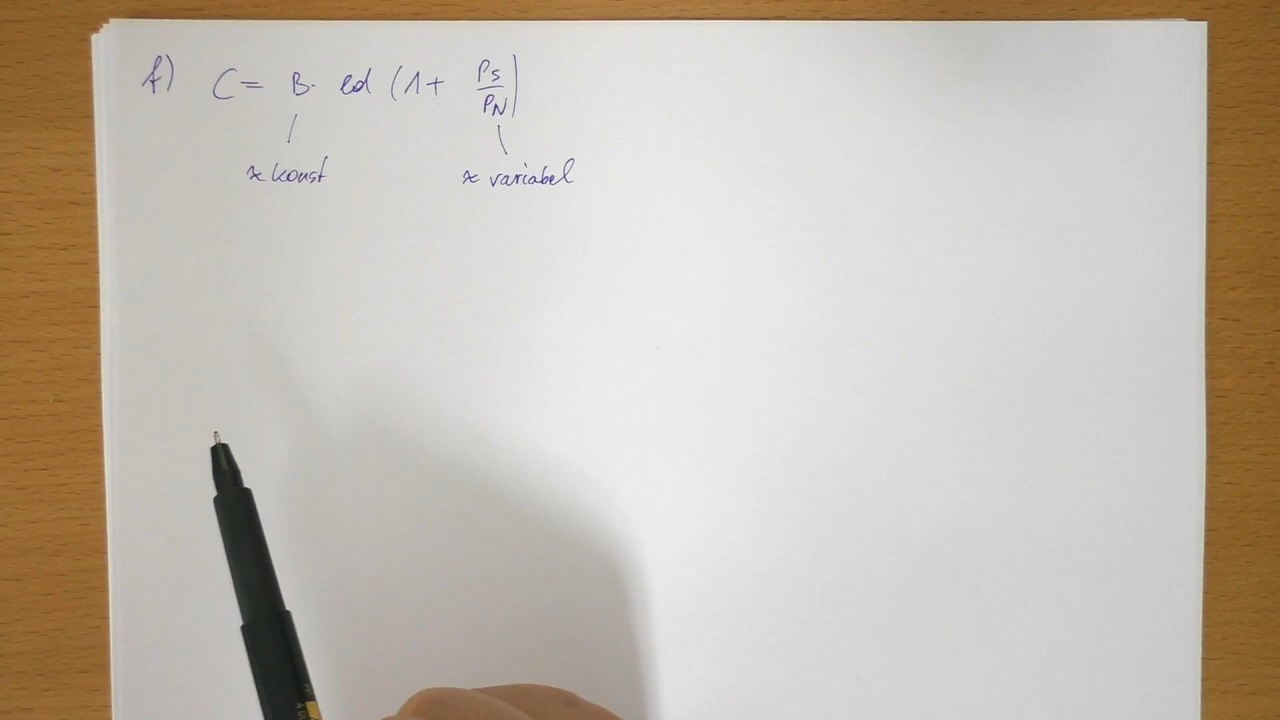 f) C = B · ld (1 + PS/PN)
≈ konst ≈ variabel